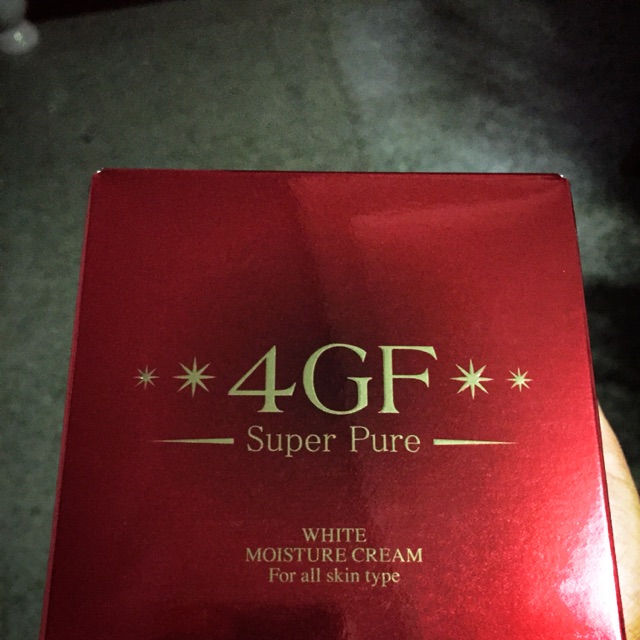 4GF
Super Pure
WHITE
MOISTURE CREAM
For all skin type